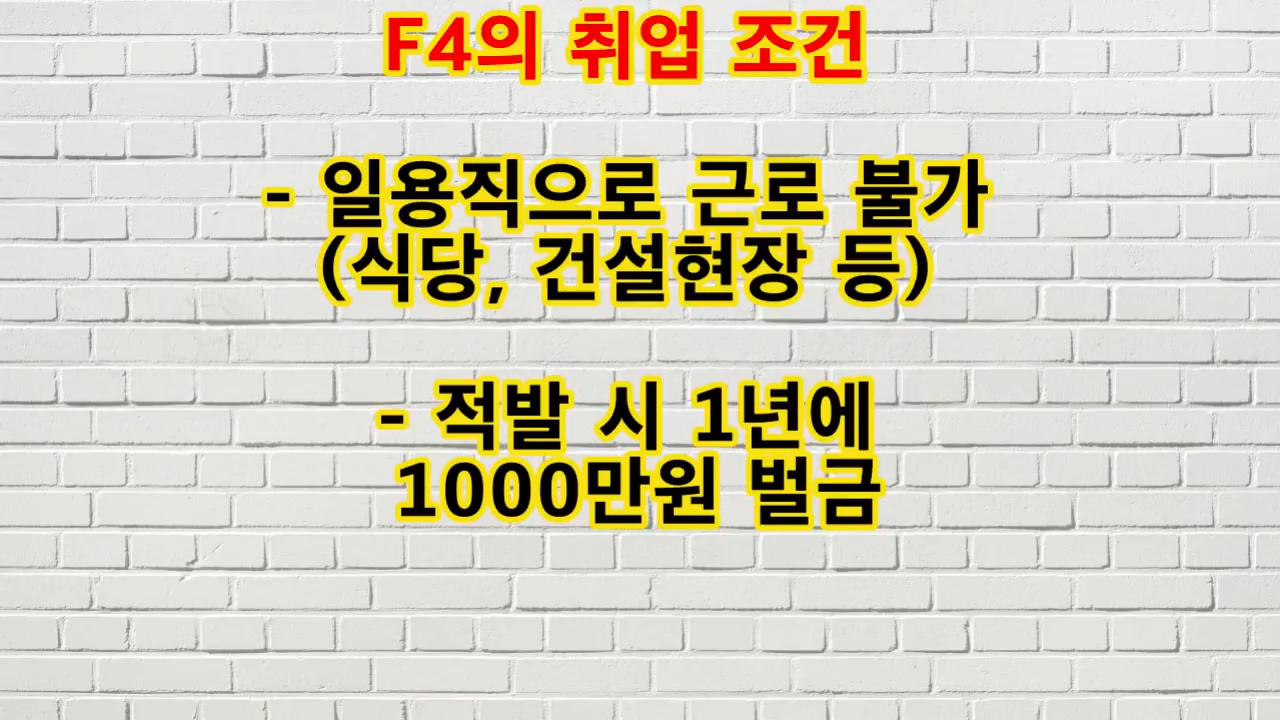 F4의 취업 조건
- 일용직으로 근로 불가
(식당, 건설현장 등)
- 적발 시 1년에
1000만원 벌금